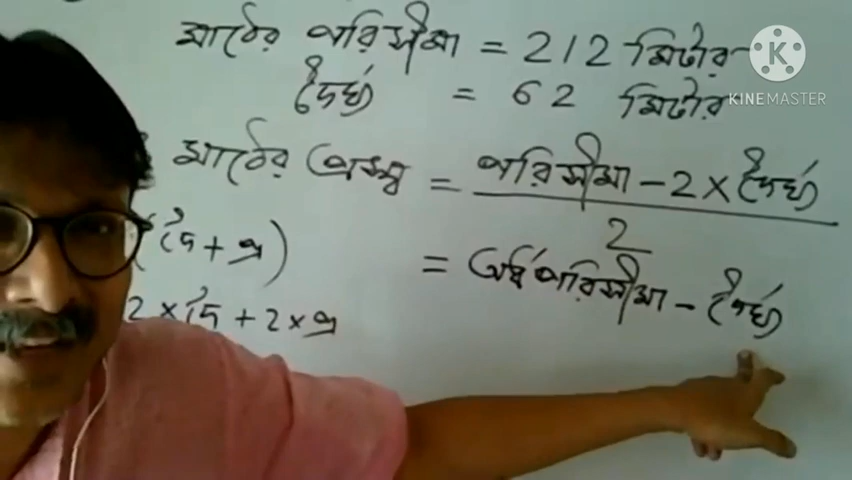 মাঠের পরিসীমা = 212 মিটার
দৈর্ঘ্য = 62 মিটার
মাঠের প্রস্থ = পরিসীমা - 2 × দৈর্ঘ্য
2
(দৈ + প্র)
= অর্ধপরিসীমা - দৈর্ঘ্য
2 × দৈ + 2 × প্র
KINEMASTER